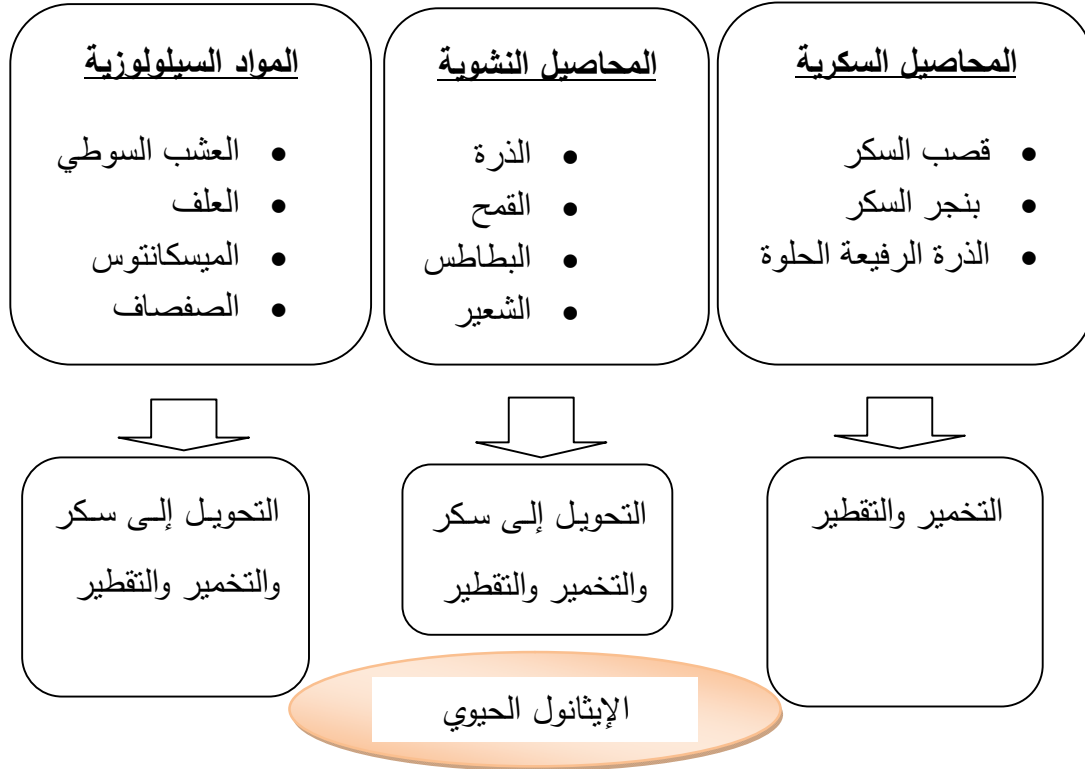 المحاصيل السكرية
• قصب السكر
• بنجر السكر
• الذرة الرفيعة الحلوة
المحاصيل النشوية
• الذرة
• القمح
• البطاطس
• الشعير
المواد السيلولوزية
• العشب السوطي
• العلف
• الميسكانتوس
• الصفصاف
التخمير والتقطير
التحويل إلى سكر
والتخمير والتقطير
التحويل إلى سكر
والتخمير والتقطير
الإيثانول الحيوي